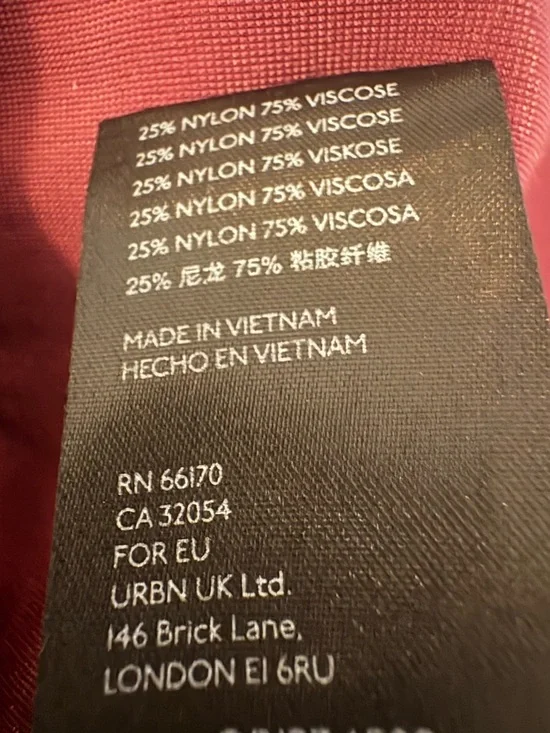 25% NYLON 75% VISCOSE
25% NYLON 75% VISCOSE
25% NYLON 75% VISKOSE
25% NYLON 75% VISCOSA
25% NYLON 75% VISCOSA
25% 尼龙 75% 粘胶纤维
MADE IN VIETNAM
HECHO EN VIETNAM
RN 66170
CA 32054
FOR EU
URBN UK Ltd.
146 Brick Lane,
LONDON E1 6RU